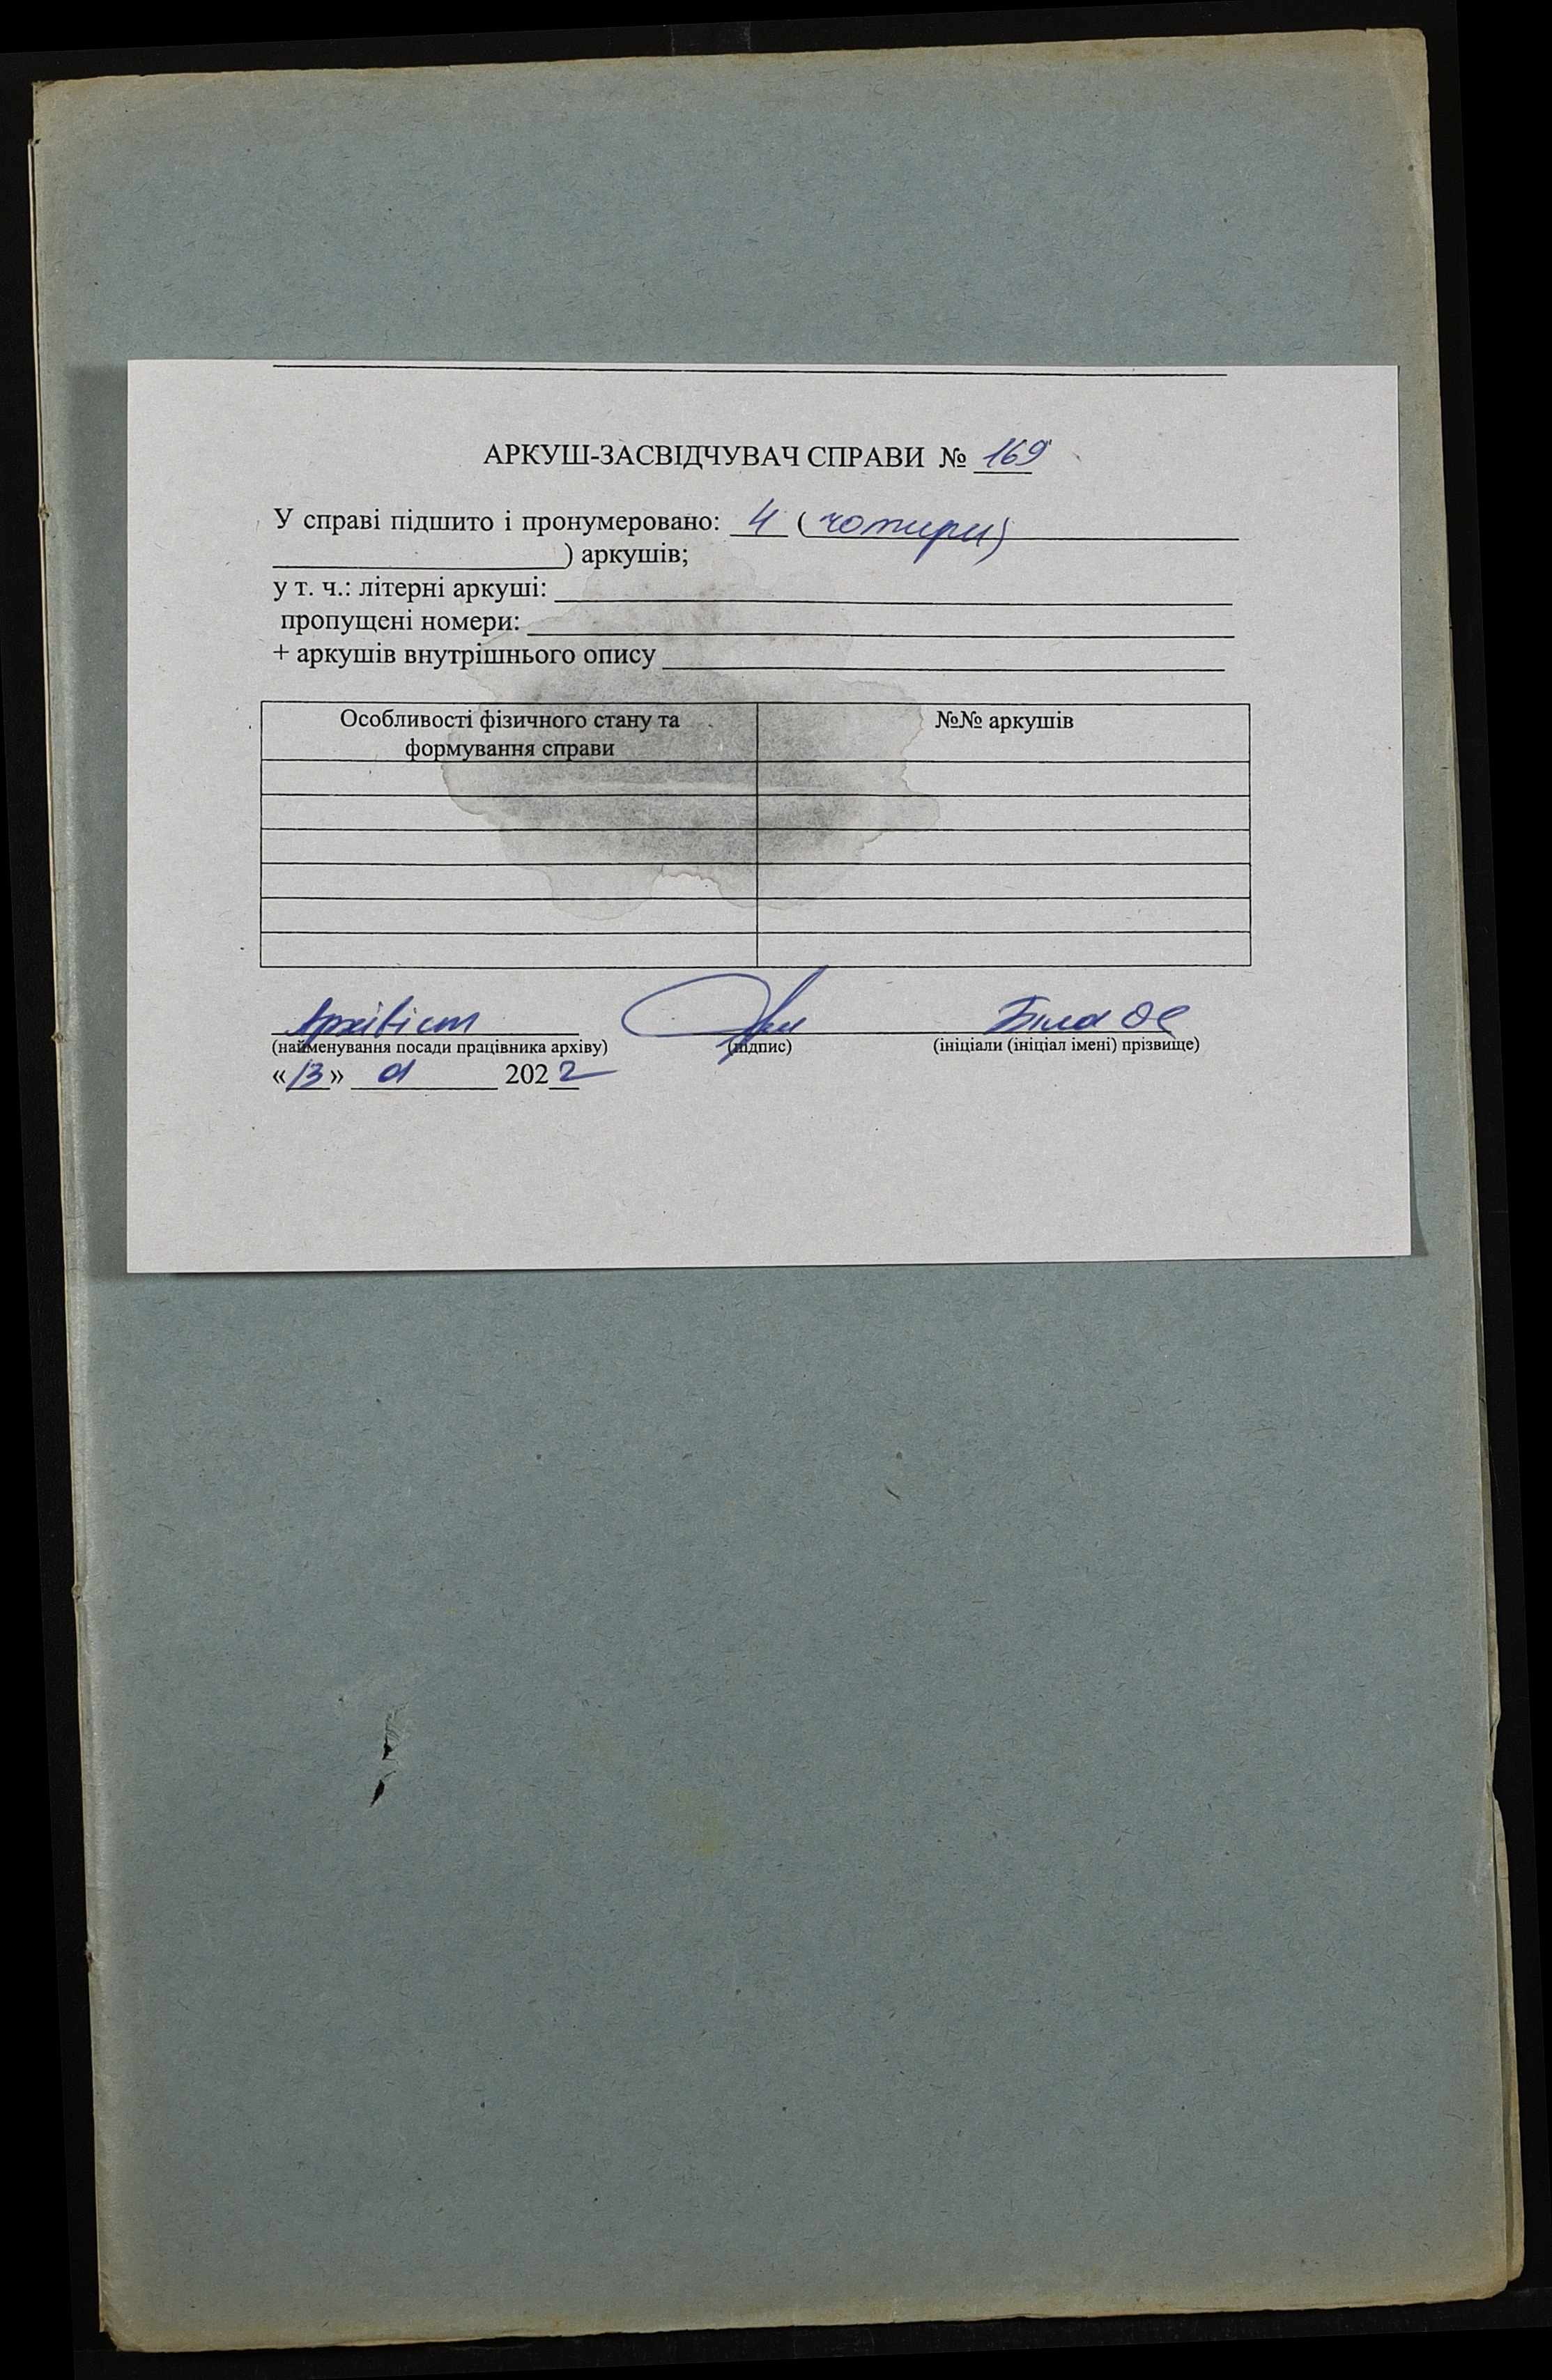 АРКУШ-ЗАСВІДЧУВАЧ СПРАВИ № 169
У справі підшито і пронумеровано: 4 (чотири)
) аркушів;
у т. ч.: літерні аркуші:
пропущені номери:
+ аркушів внутрішнього опису
Особливості фізичного стану та
формування справи
№№ аркушів
Архівіст Біла ОС
(найменування посади працівника архіву) (підпис) (ініціали (ініціал імені) прізвище)
«13» 2022